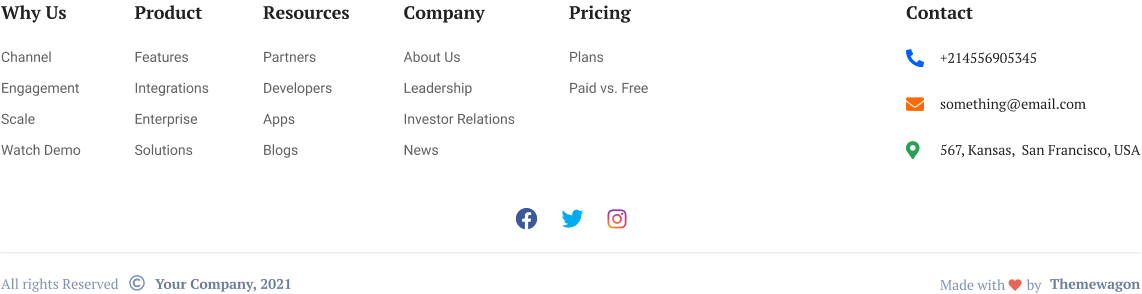 Why Us
Channel
Engagement
Scale
Watch Demo
Product
Features
Integrations
Enterprise
Solutions
Resources
Partners
Developers
Apps
Blogs
Company
About Us
Leadership
Investor Relations
News
Pricing
Plans
Paid vs. Free
Contact
+214556905345
something@email.com
567, Kansas, San Francisco, USA
All rights Reserved © Your Company, 2021
Made with ❤ by Themewagon